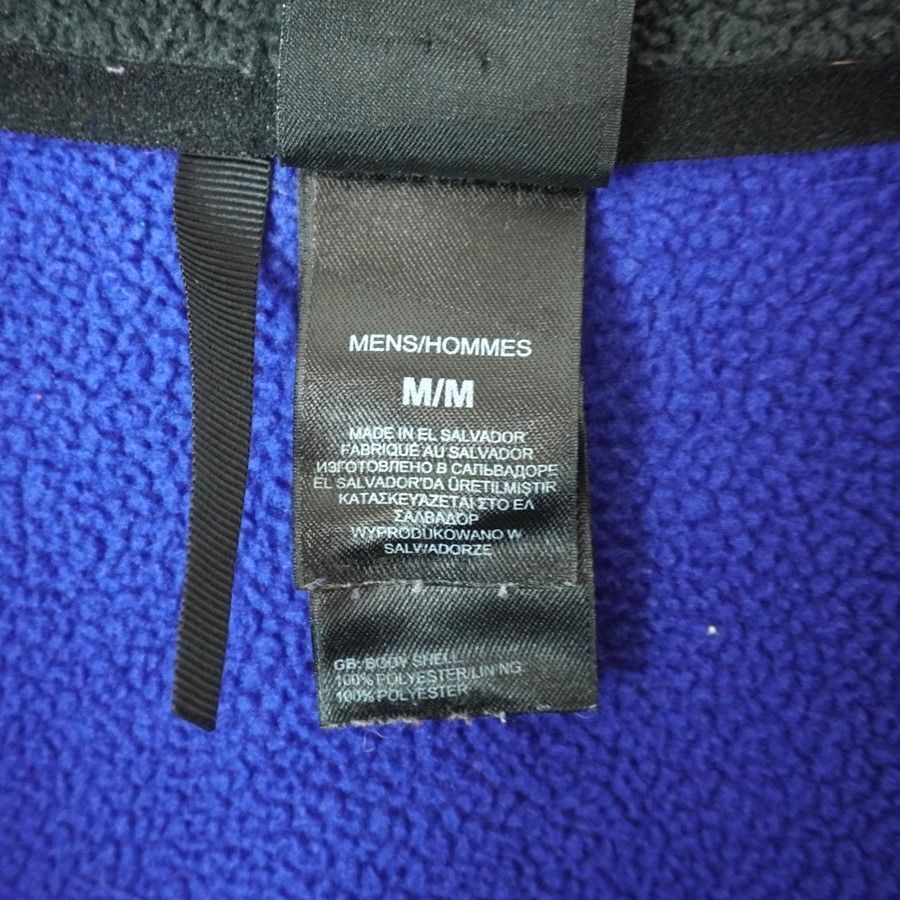 MENS/HOMMES
M/M
MADE IN EL SALVADOR
FABRIQUÉ AU SALVADOR
ИЗГОТОВЛЕНО В САЛЬВАДОРЕ
EL SALVADOR'DA ÜRETILMIŞTIR
ΚΑΤΑΣΚΕΥΑΖΕΤΑΙ ΣΤΟ ΕΛ
ΣΑΛΒΑΔΟΡ
WYPRODUKOWANO W
SALWADORZE
GB: BODY SHELL
100% POLYESTER/LINING
100% POLYESTER